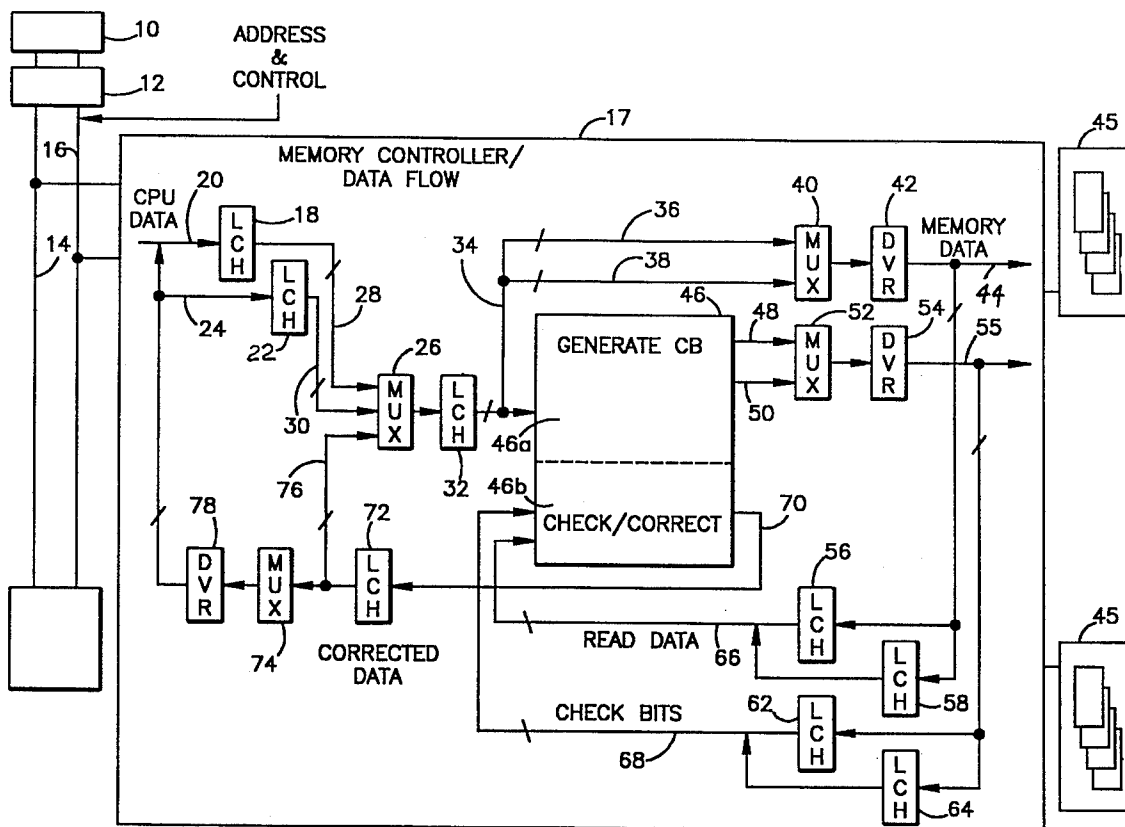 10
12
ADDRESS
&
CONTROL
16
14
17
45
MEMORY CONTROLLER/
DATA FLOW
CPU
DATA
20
18
LCH
24
22
LCH
28
30
26
MUX
32
LCH
34
36
38
40
MUX
42
DVR
MEMORY
DATA
44
46
GENERATE CB
46a
48
50
52
MUX
54
DVR
55
46b
CHECK/CORRECT
70
76
78
DVR
MUX
74
72
LCH
CORRECTED
DATA
56
LCH
READ DATA
66
LCH
58
45
CHECK BITS
68
62
LCH
LCH
64